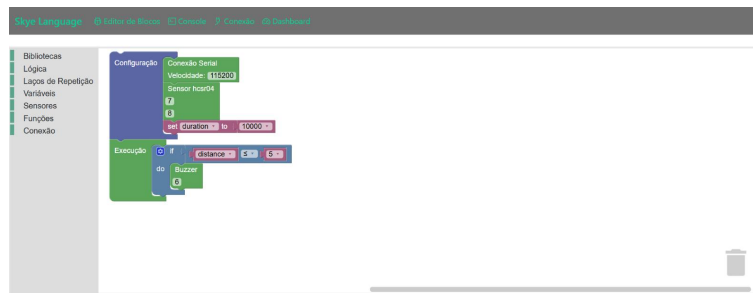 Skye Language Editor de Blocos Console Conexão Dashboard
Bibliotecas
Lógica
Laços de Repetição
Variáveis
Sensores
Funções
Conexão
Configuração Conexão Serial
Velocidade: 115200
Sensor hcsr04
7
8
set duration to 10000
Execução if distance ≤ 5
do Buzzer
6